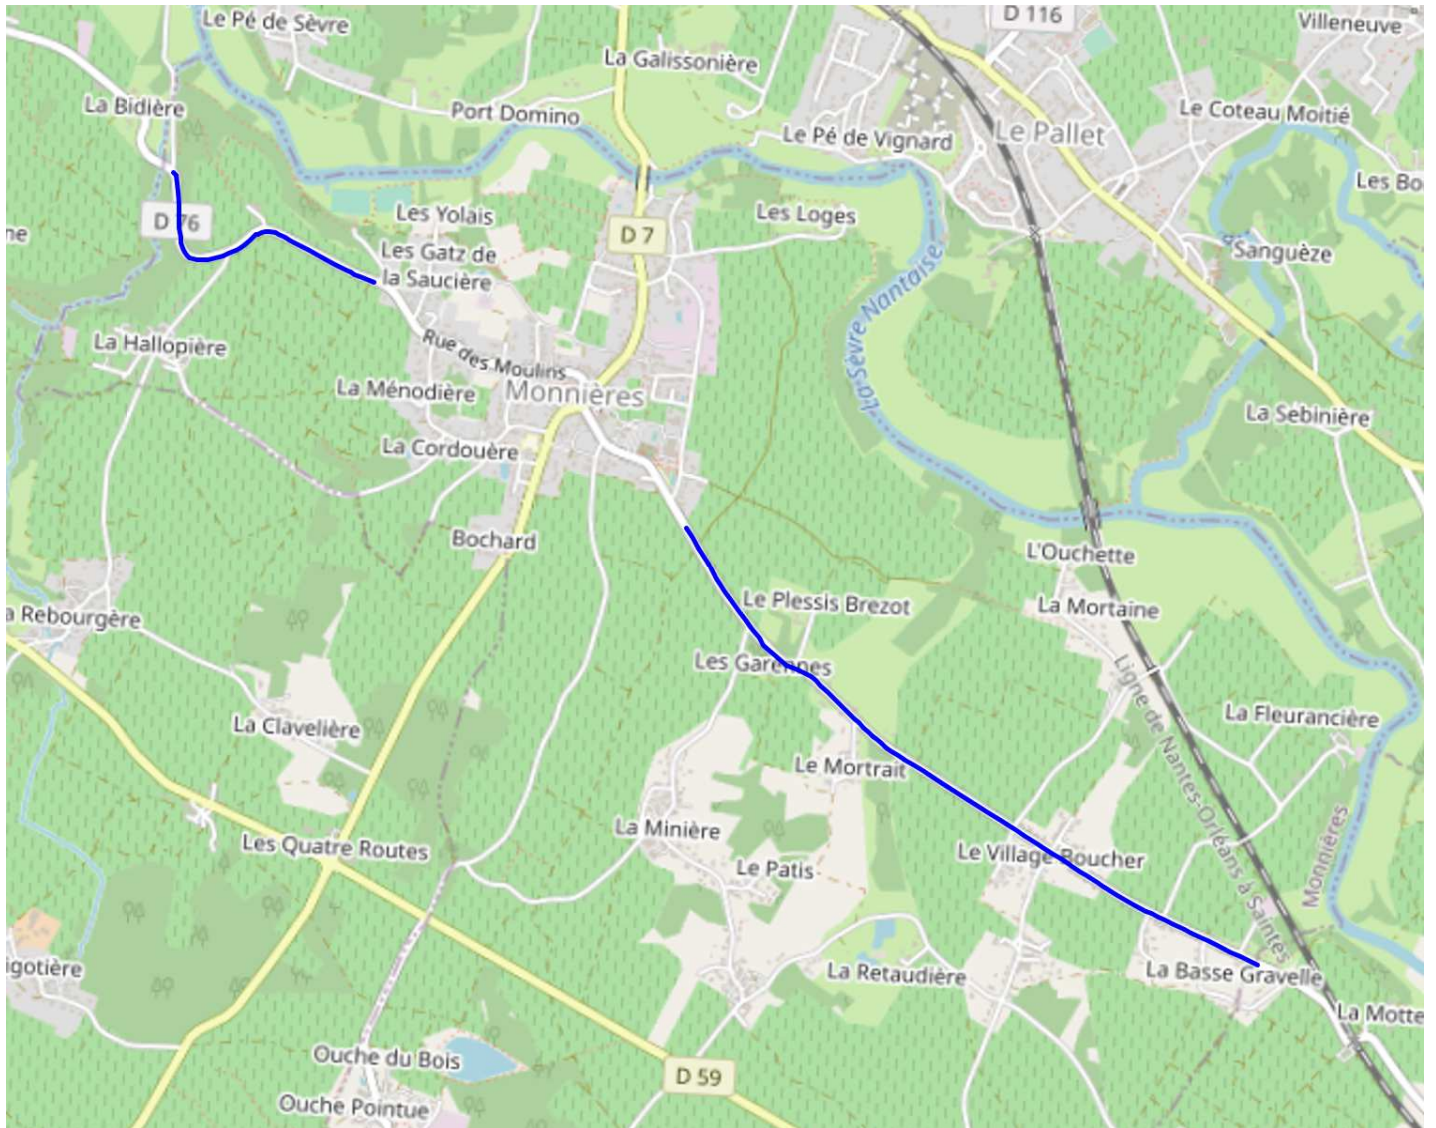 Le Pé de Sèvre
D 116
Villeneuve
La Galissonière
La Bidière
Port Domino
Le Coteau Moitié
Le Pallet
Le Pé de Vignard
Les Bo
Les Yolais
Les Loges
D 76
D 7
ne
Les Gatz de
la Saucière
Sanguèze
La Sèvre Nantaise
La Hallopière
Rue des Moulins
La Ménodière
Monnières
La Sébinière
La Cordouère
Bochard
L'Ouchette
Le Plessis Brezot
La Mortaine
a Rebourgère
Les Garennes
Ligne de Nantes-Orléans à Saintes
La Fleurancière
La Clavelière
Le Mortrait
La Minière
Les Quatre Routes
Le Village Boucher
Monnières
Le Patis
igotière
La Retaudière
La Basse Gravelle
La Motte
Ouche du Bois
D 59
Ouche Pointue